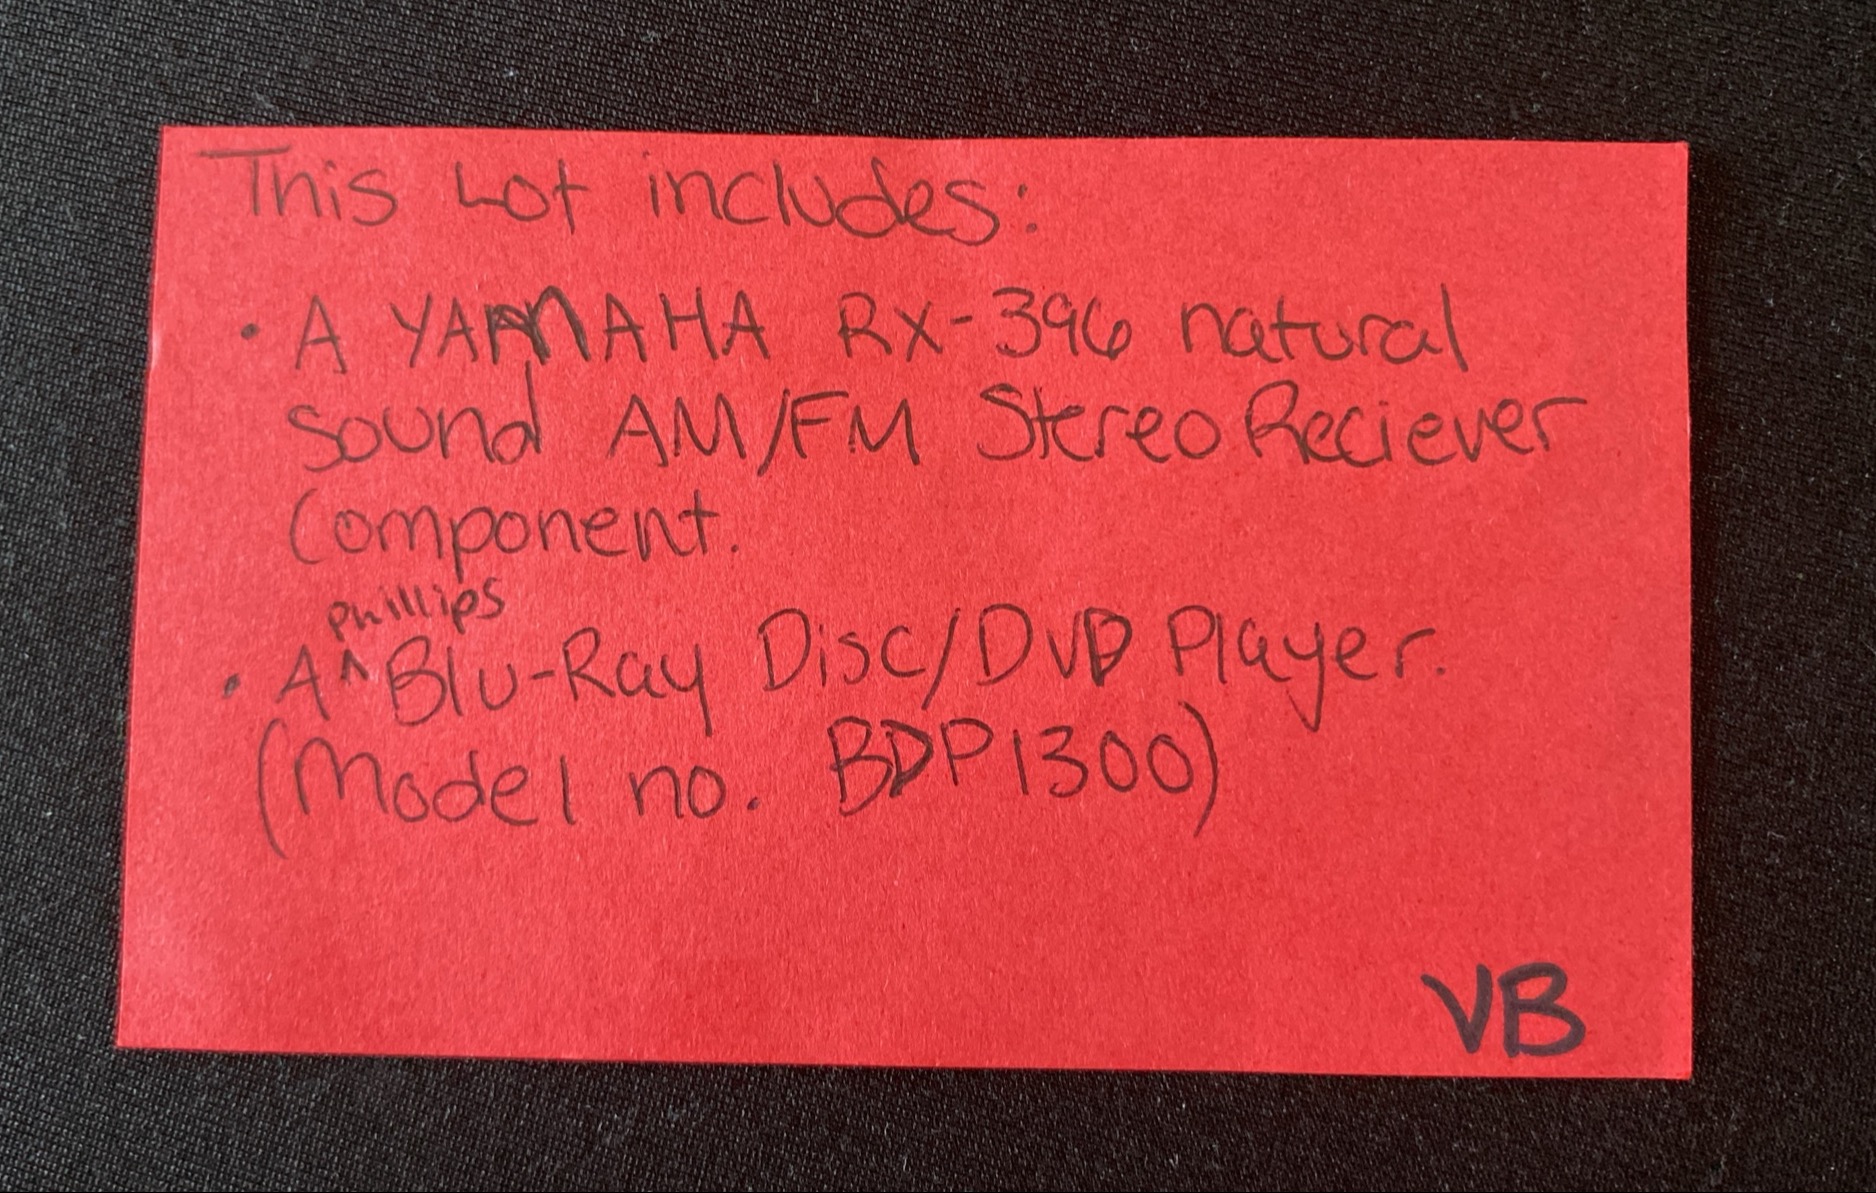 This Lot includes:
• A YAMAHA RX-396 natural
sound AM/FM Stereo Reciever
Component.
Phillips
• A ^ Blu-Ray Disc/DVD Player.
(Model no. BDP1300)
VB